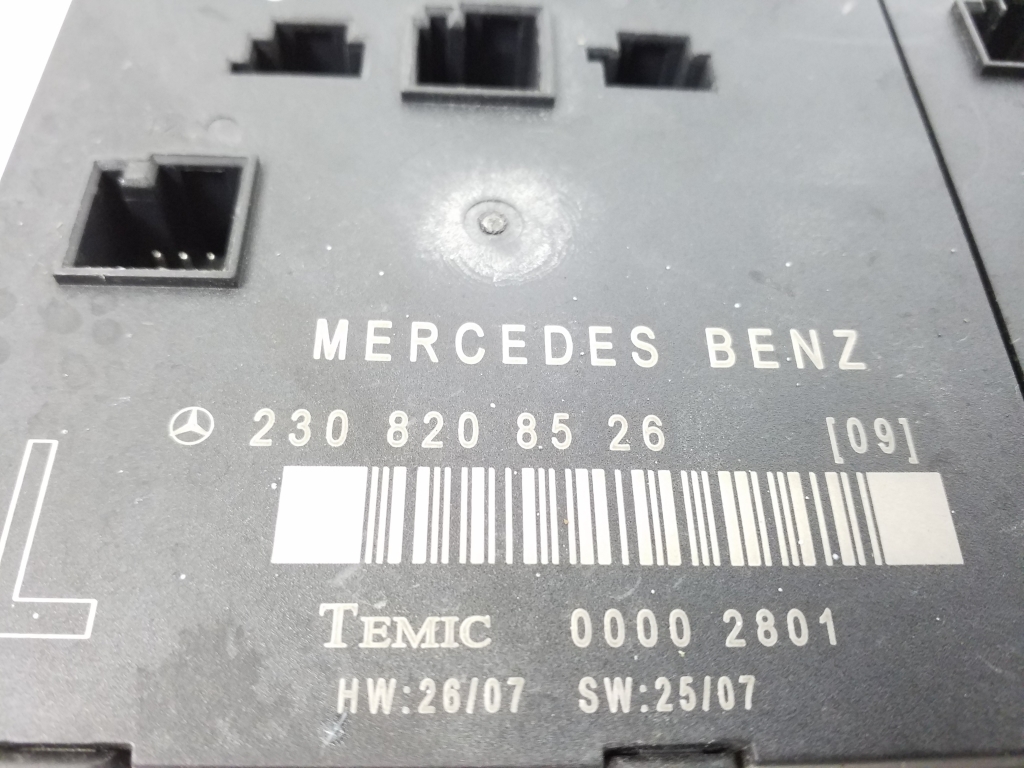 MERCEDES BENZ
230 820 85 26 [09]
L
TEMIC 0000 2801
HW:26/07 SW:25/07